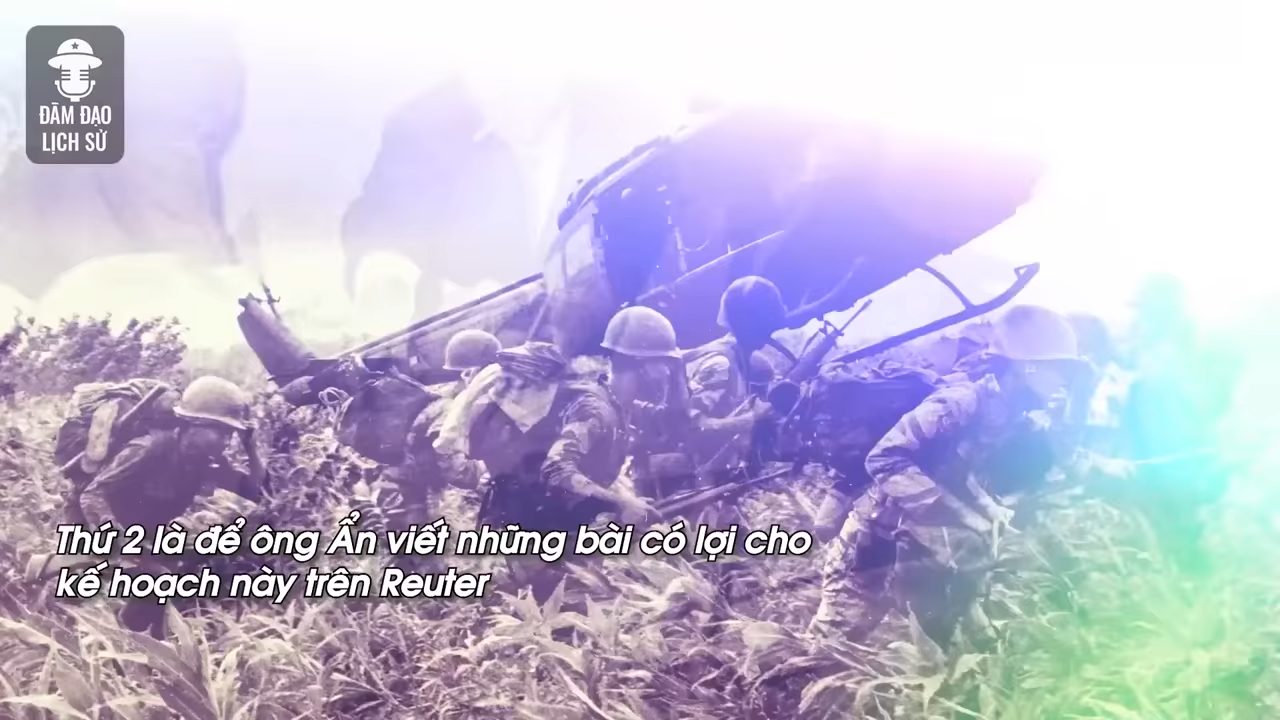 ĐÀM ĐẠO
LỊCH SỬ
Thứ 2 là để ông Ẩn viết những bài có lợi cho
kế hoạch này trên Reuter